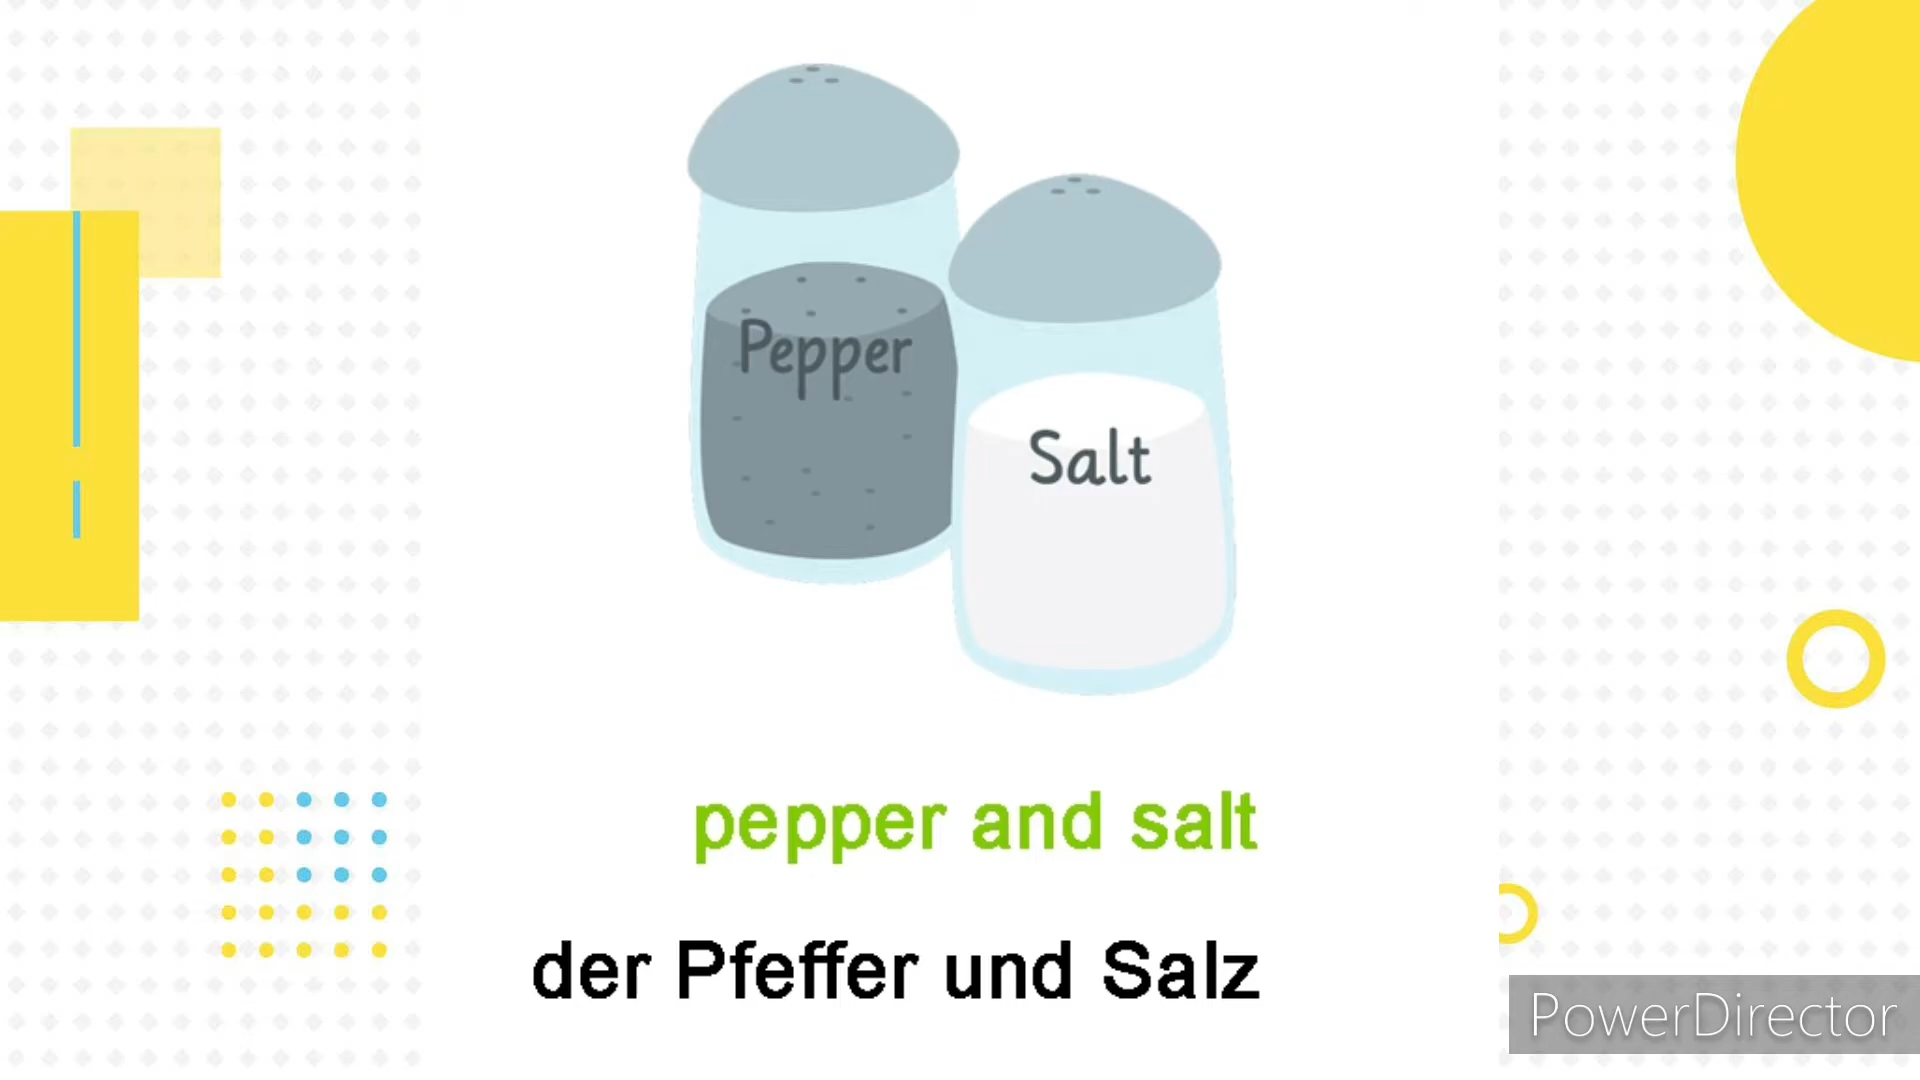 Pepper
Salt
pepper and salt
der Pfeffer und Salz
PowerDirector